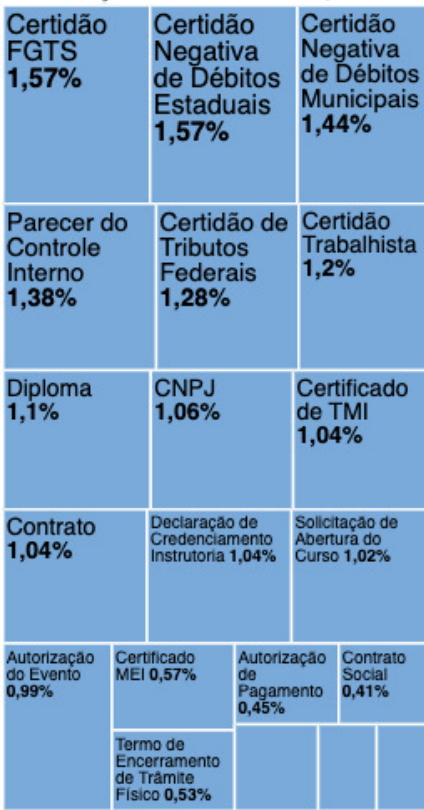 Certidão
FGTS
1,57%
Certidão
Negativa
de Débitos
Estaduais
1,57%
Certidão
Negativa
de Débitos
Municipais
1,44%
Parecer do
Controle
Interno
1,38%
Certidão de
Tributos
Federais
1,28%
Certidão
Trabalhista
1,2%
Diploma
1,1%
CNPJ
1,06%
Certificado
de TMI
1,04%
Contrato
1,04%
Declaração de
Credenciamento
Instrutoria 1,04%
Solicitação de
Abertura do
Curso 1,02%
Autorização
do Evento
0,99%
Certificado
MEI 0,57%
Autorização
de
Pagamento
0,45%
Contrato
Social
0,41%
Termo de
Encerramento
de Trâmite
Físico 0,53%